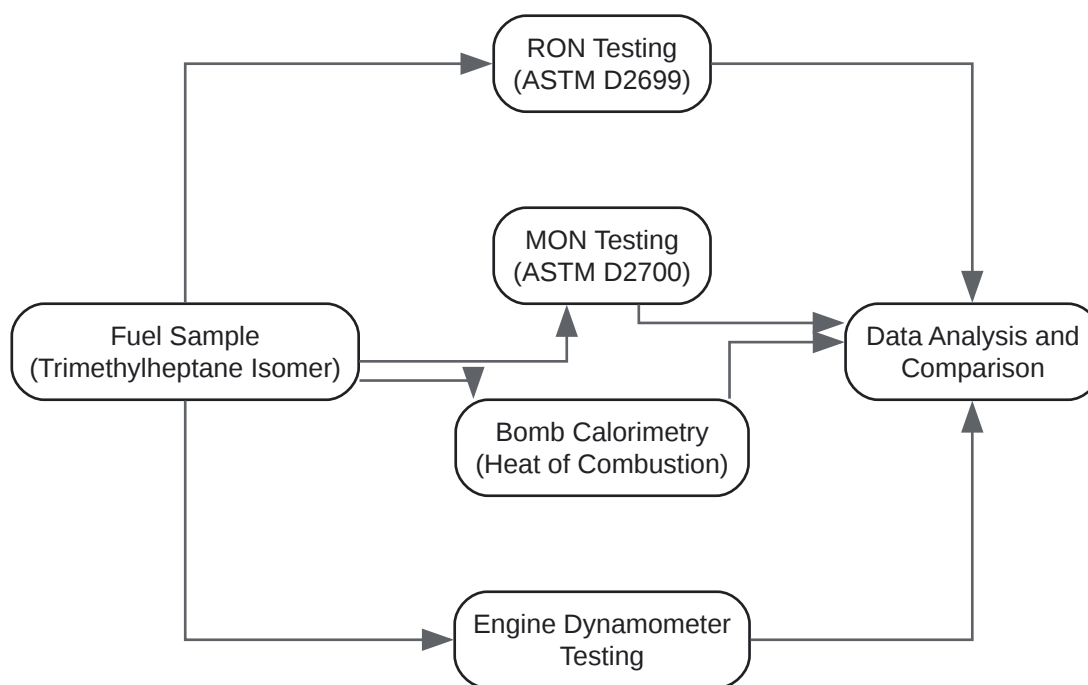 RON Testing
(ASTM D2699)
MON Testing
(ASTM D2700)
Fuel Sample
(Trimethylheptane Isomer)
Data Analysis and
Comparison
Bomb Calorimetry
(Heat of Combustion)
Engine Dynamometer
Testing